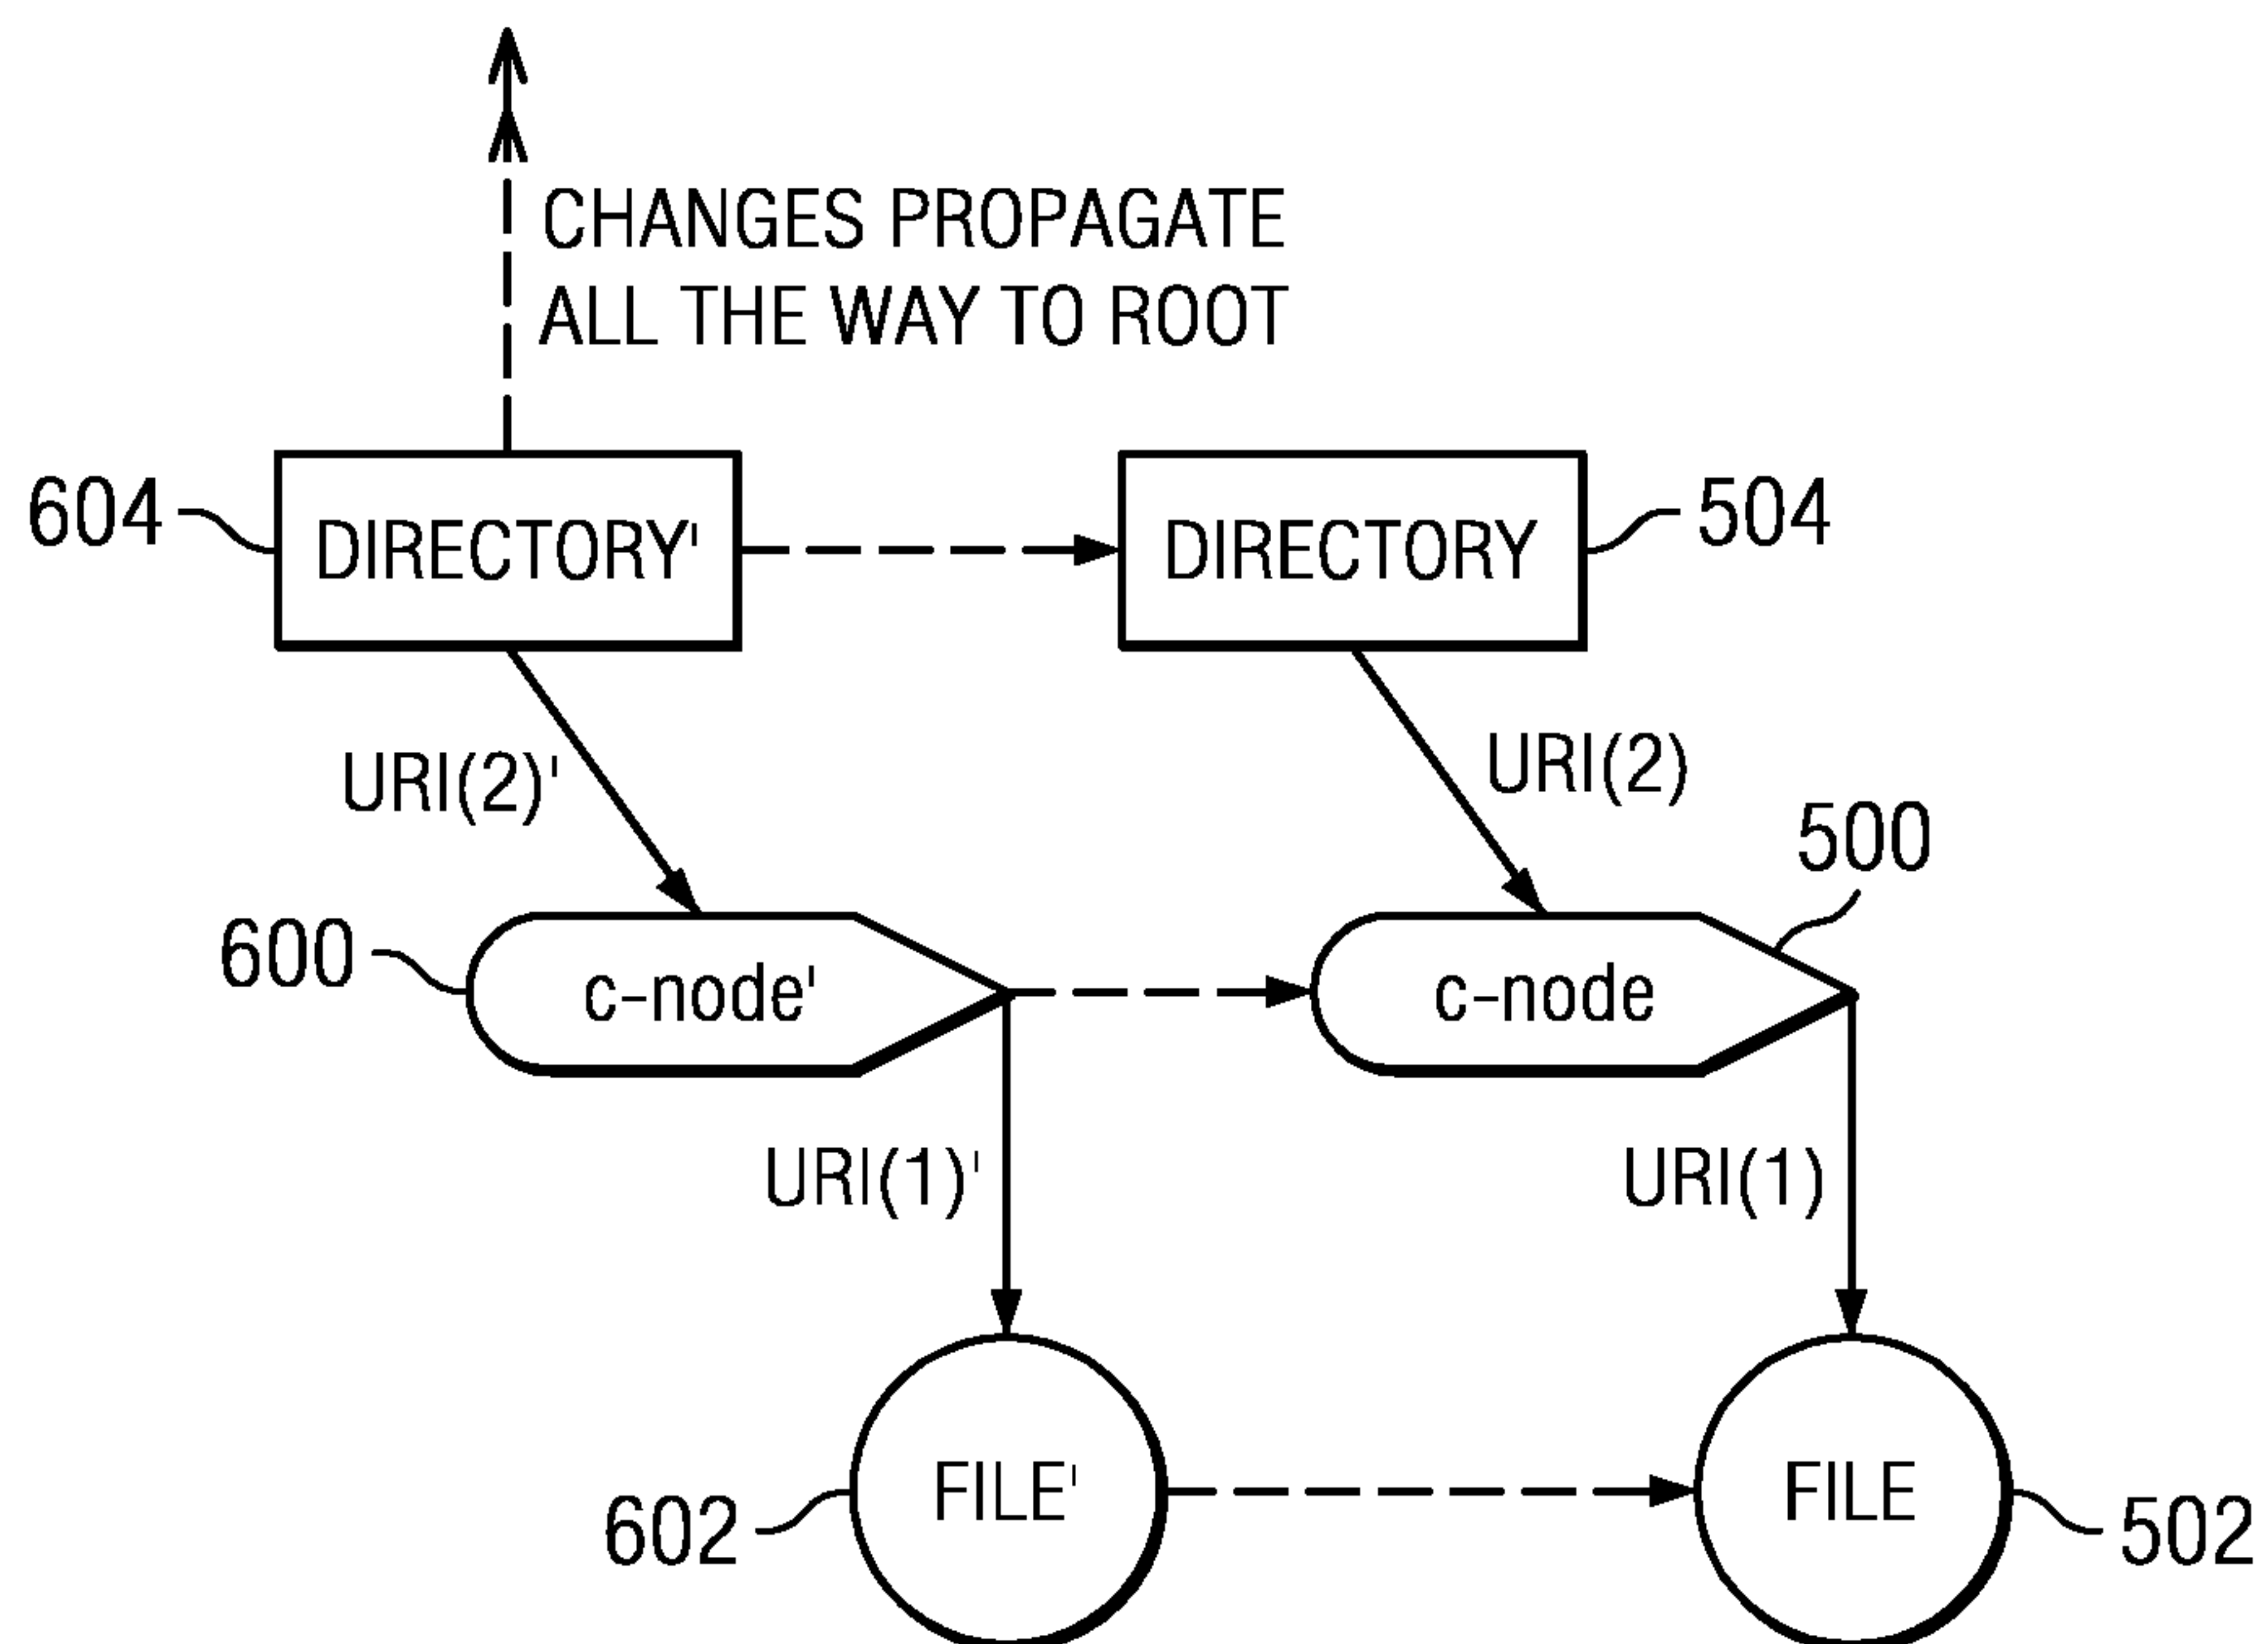 CHANGES PROPAGATE
ALL THE WAY TO ROOT
604
DIRECTORY'
DIRECTORY
504
URI(2)'
URI(2)
500
600
c-node'
c-node
URI(1)'
URI(1)
602
FILE'
FILE
502